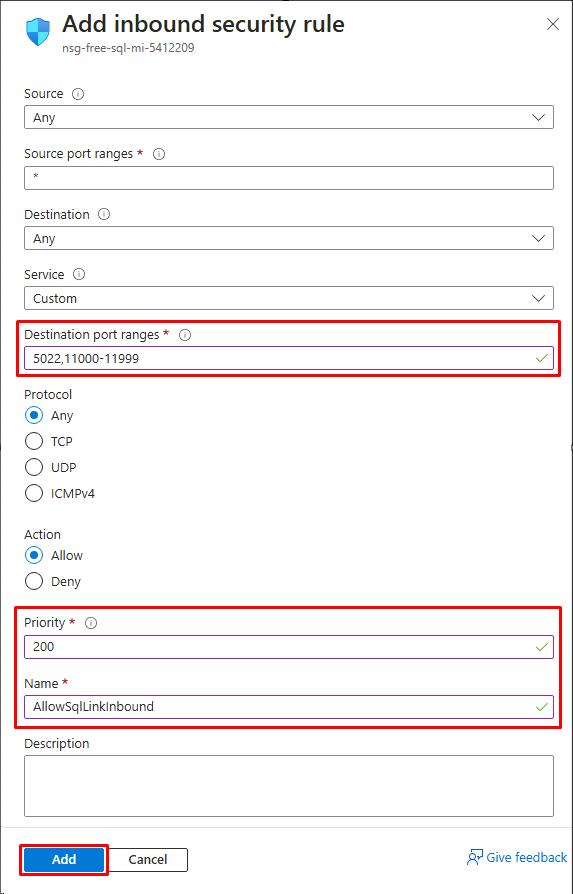 Add inbound security rule
nsg-free-sql-mi-5412209
Source
Any
Source port ranges *
*
Destination
Any
Service
Custom
Destination port ranges *
5022,11000-11999
Protocol
Any
TCP
UDP
ICMPv4
Action
Allow
Deny
Priority *
200
Name *
AllowSqlLinkInbound
Description
Add Cancel Give feedback